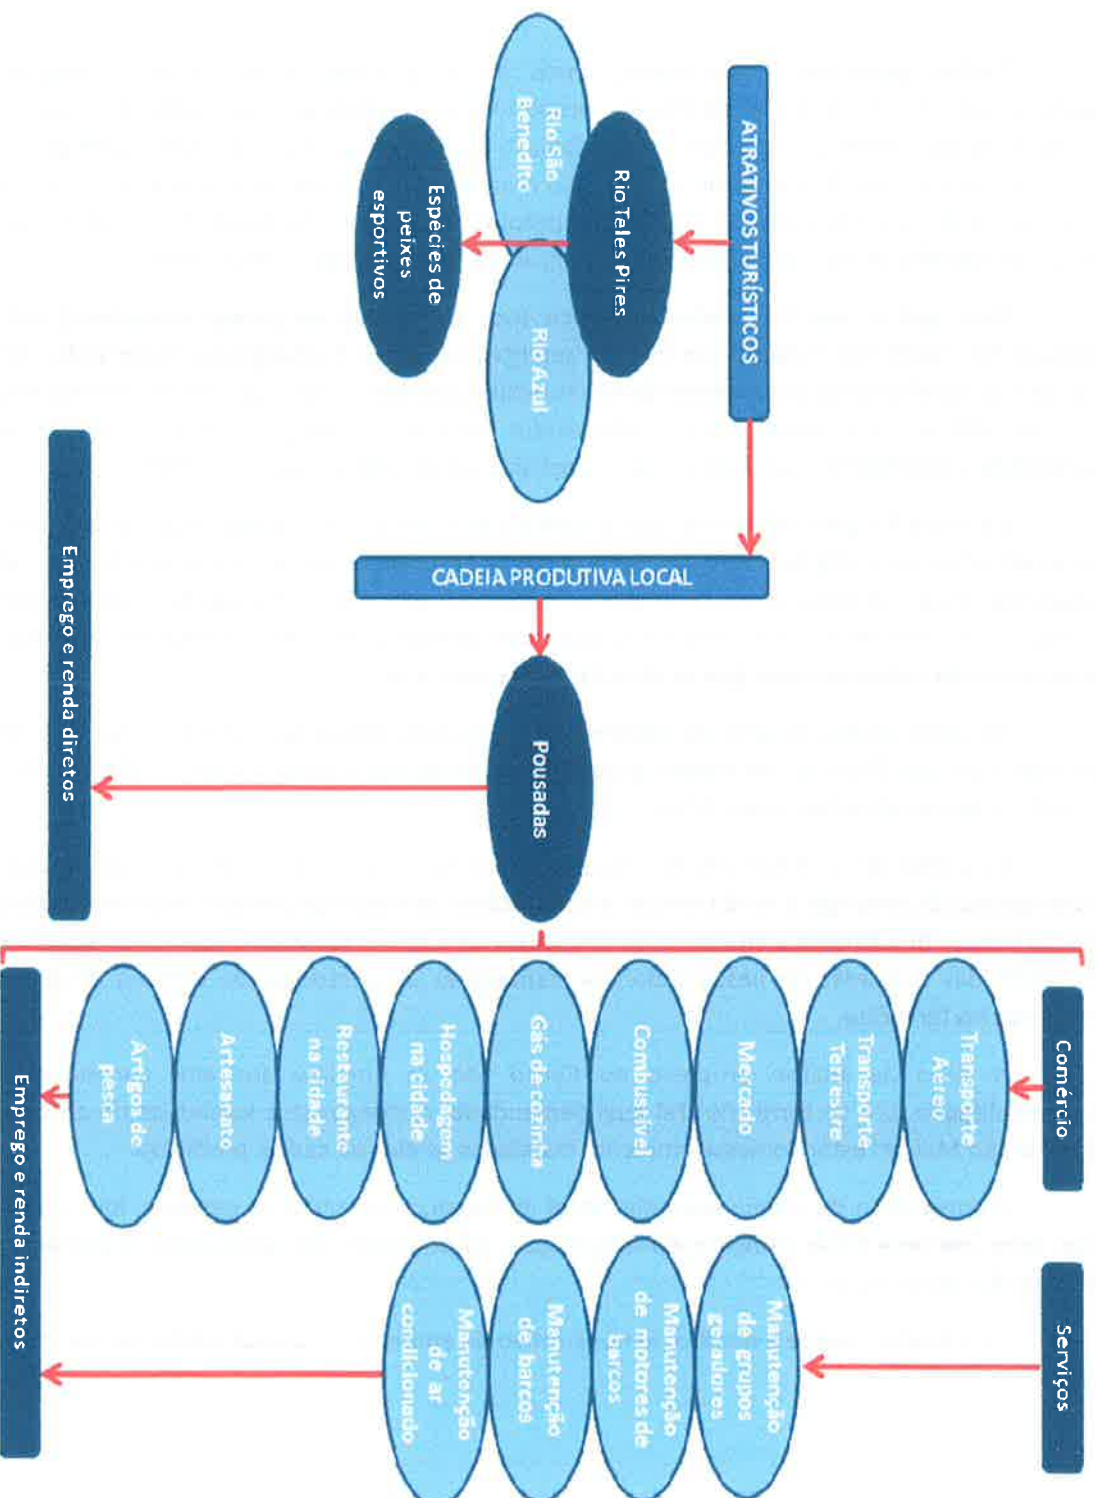 ATRATIVOS TURÍSTICOS
Rio Teles Pires
Rio São
Benedito
Rio Azul
Espécies de
peixes
esportivos
CADEIA PRODUTIVA LOCAL
Pousadas
Emprego e renda diretos
Comércio
Transporte
Aéreo
Transporte
Terrestre
Mercado
Combustível
Gás de cozinha
Hospedagem
na cidade
Restaurante
na cidade
Artesanato
Artigos de
pesca
Serviços
Manutenção
de grupos
geradores
Manutenção
de motores de
barcos
Manutenção
de barcos
Manutenção
de ar
condicionado
Emprego e renda indiretos